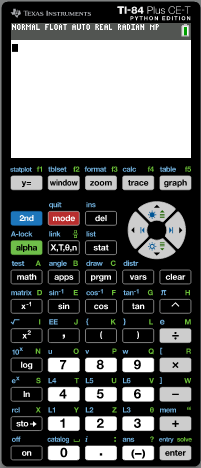 TEXAS INSTRUMENTS TI-84 Plus CE-T
PYTHON EDITION
NORMAL FLOAT AUTO REAL RADIAN MP
statplot f1 tblset f2 format f3 calc f4 table f5
y= window zoom trace graph
quit ins
2nd mode del
A-lock link list
alpha X,T,θ,n stat
test A angle B draw C distr
math apps prgm vars clear
matrix D sin⁻¹ E cos⁻¹ F tan⁻¹ G π H
x⁻¹ sin cos tan ^
√ I EE J { K } L e M
x² , ( ) ÷
10ˣ N u O v P w Q [ R
log 7 8 9 ×
eˣ S L4 T L5 U L6 V ] W
ln 4 5 6 −
rcl X L1 Y L2 Z L3 θ mem "
sto→ 1 2 3 +
off catalog i : ans ? entry solve
on 0 . (−) enter